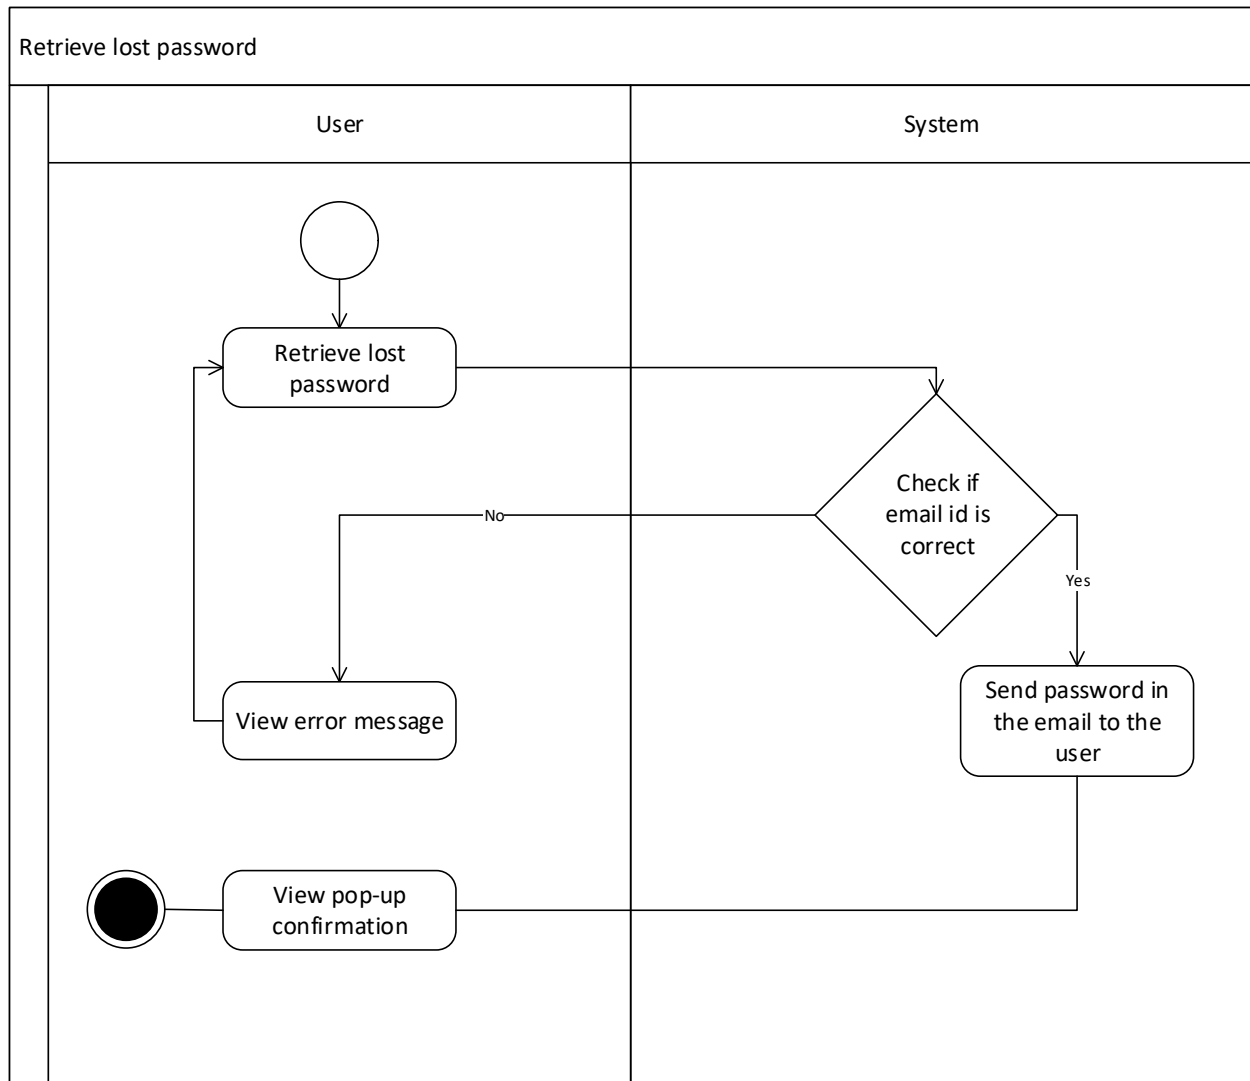 Retrieve lost password
User
System
Retrieve lost
password
Check if
email id is
correct
No
Yes
View error message
Send password in
the email to the
user
View pop-up
confirmation